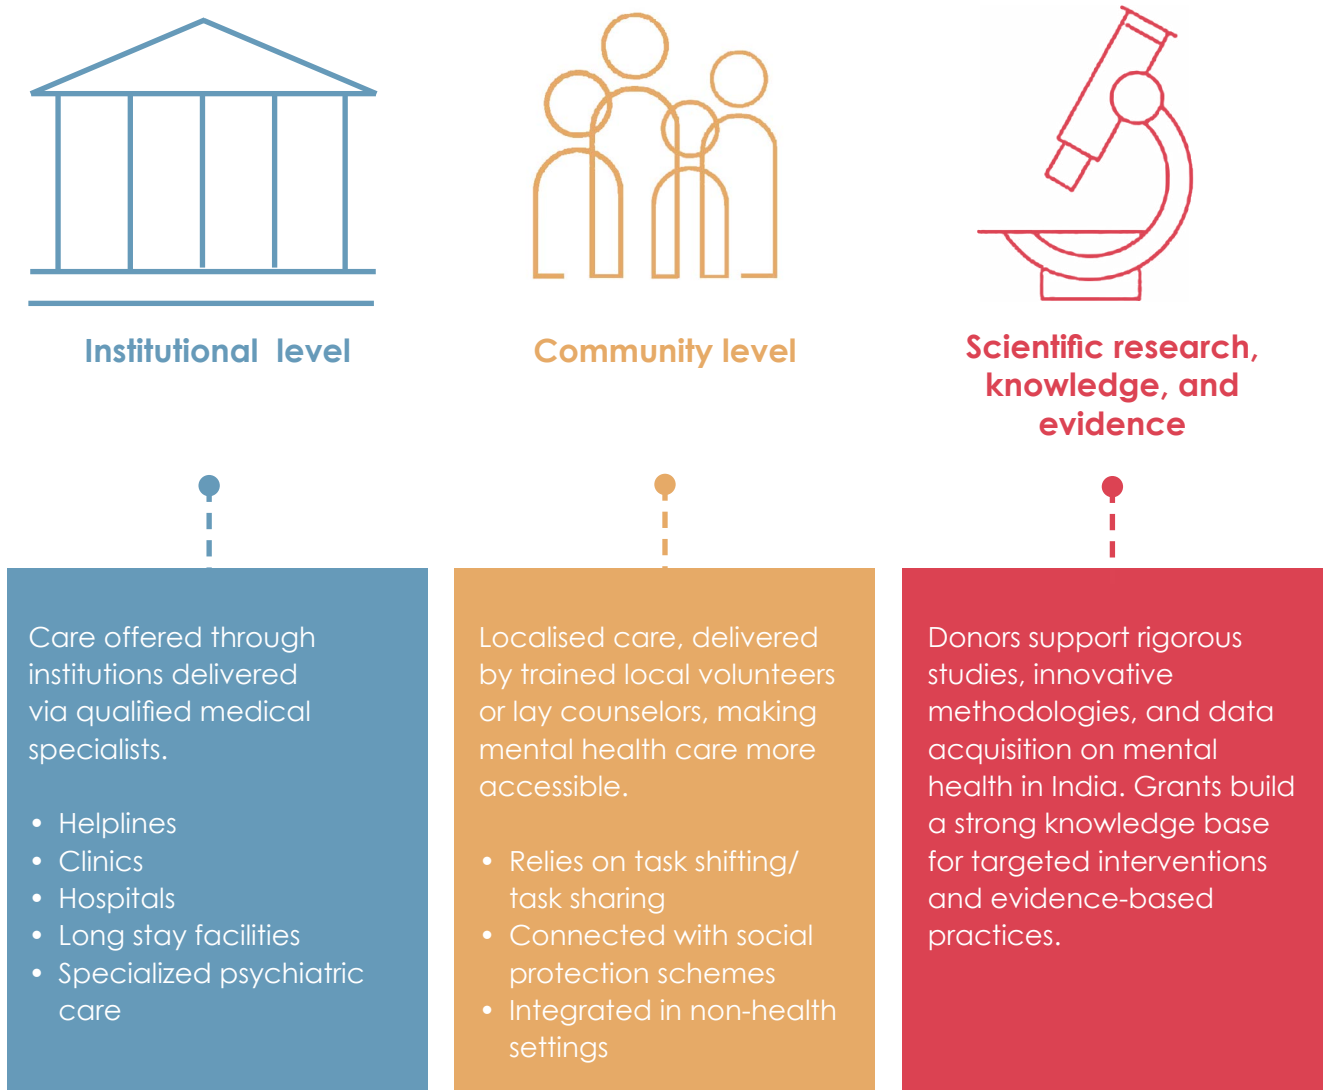 Institutional level
Care offered through
institutions delivered
via qualified medical
specialists.
• Helplines
• Clinics
• Hospitals
• Long stay facilities
• Specialized psychiatric
care
Community level
Localised care, delivered
by trained local volunteers
or lay counselors, making
mental health care more
accessible.
• Relies on task shifting/
task sharing
• Connected with social
protection schemes
• Integrated in non-health
settings
Scientific research,
knowledge, and
evidence
Donors support rigorous
studies, innovative
methodologies, and data
acquisition on mental
health in India. Grants build
a strong knowledge base
for targeted interventions
and evidence-based
practices.